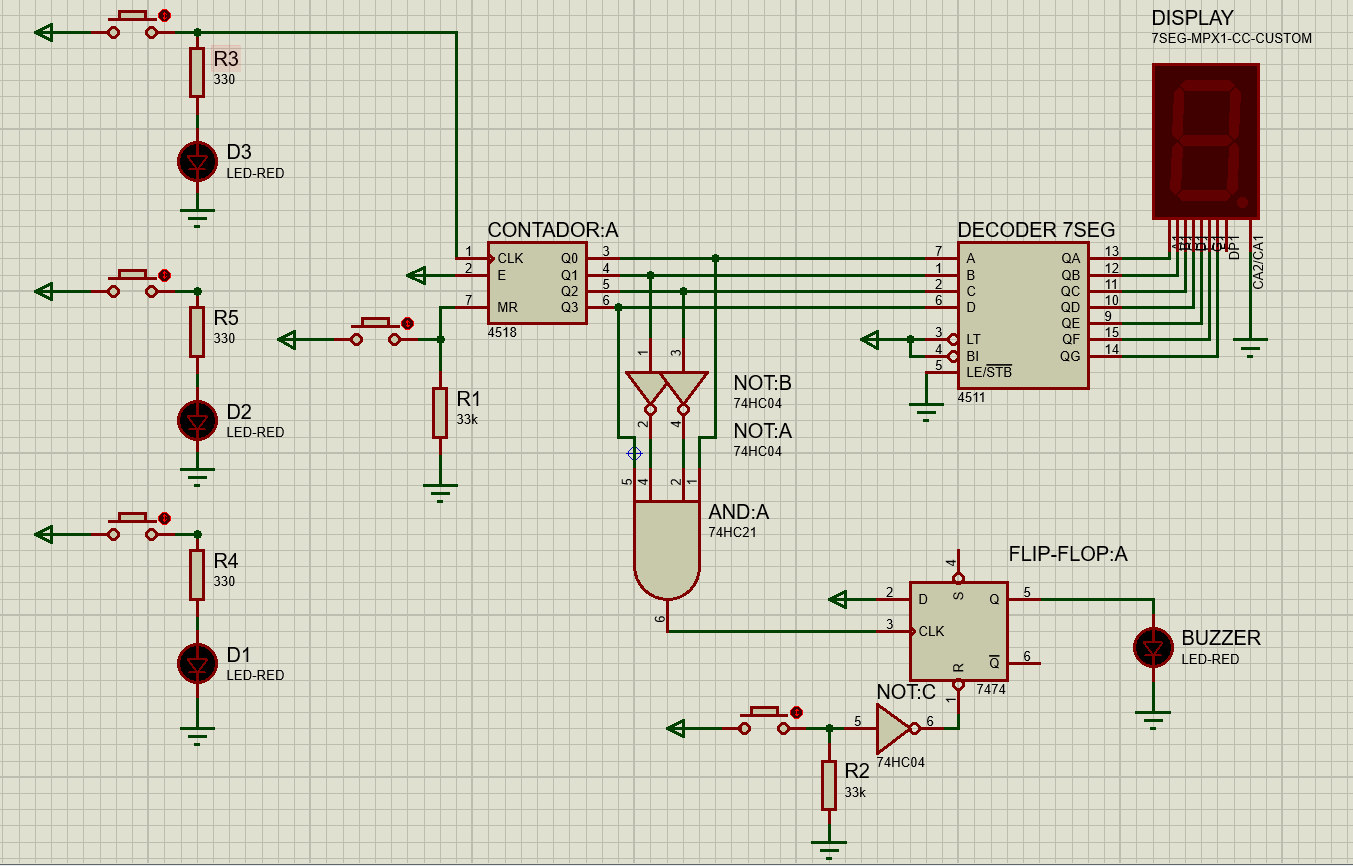 DISPLAY
7SEG-MPX1-CC-CUSTOM
R3
330
D3
LED-RED
CONTADOR:A
1 CLK Q0 3
2 E Q1 4
Q2 5
7 MR Q3 6
4518
DECODER 7SEG
7 A QA 13
1 B QB 12
2 C QC 11
6 D QD 10
QE 9
3 LT QF 15
4 BI QG 14
5 LE/STB
4511
DP1
CA2/CA1
R5
330
D2
LED-RED
R1
33k
1 3
NOT:B
74HC04
2 4
NOT:A
74HC04
5 4 2 1
AND:A
74HC21
6
R4
330
D1
LED-RED
FLIP-FLOP:A
4
2 D S Q 5
3 CLK
R Q 6
7474
1
BUZZER
LED-RED
NOT:C
5 6
74HC04
R2
33k